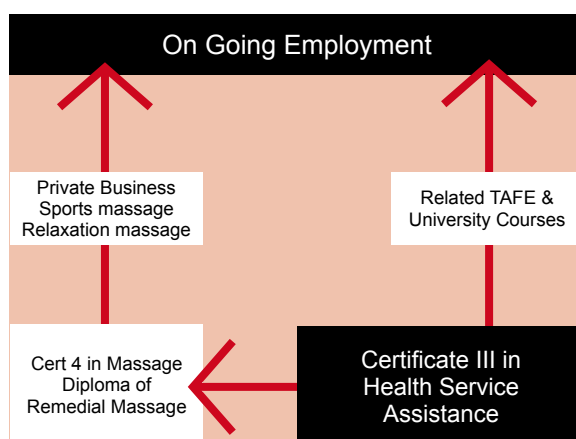 On Going Employment
Private Business
Sports massage
Relaxation massage
Related TAFE &
University Courses
Cert 4 in Massage
Diploma of
Remedial Massage
Certificate III in
Health Service
Assistance